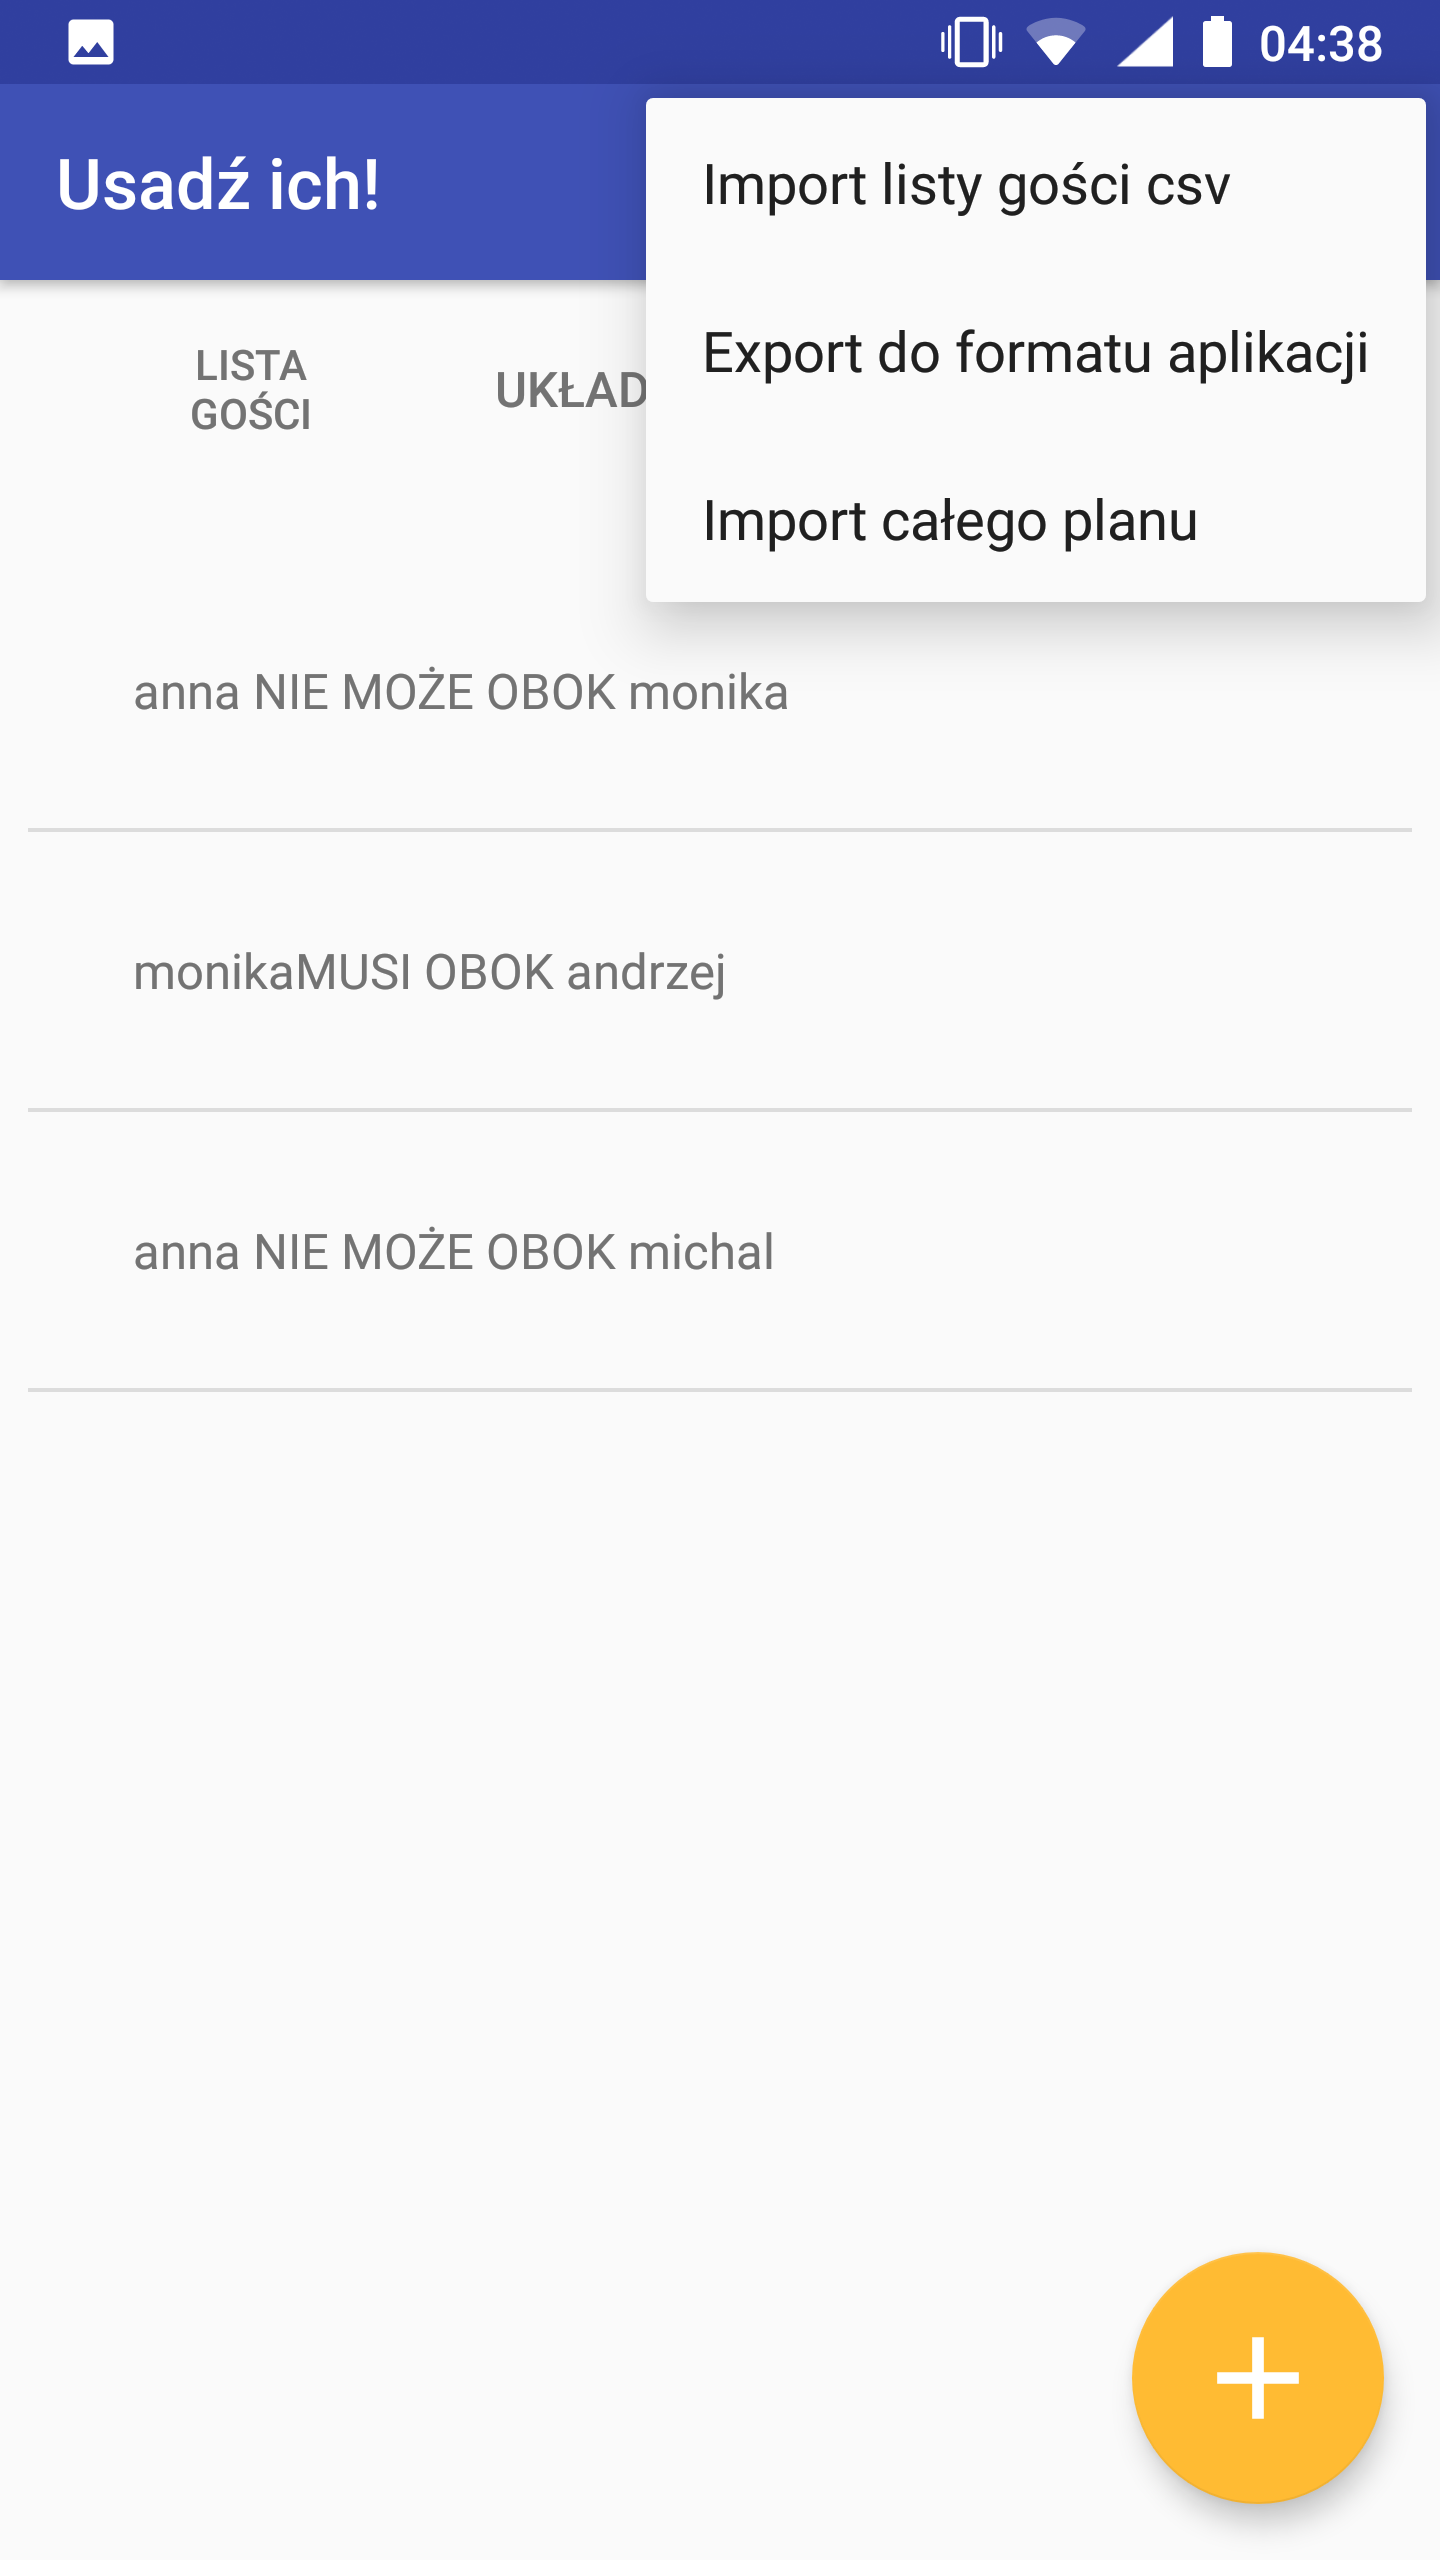 04:38
Usadź ich!
Import listy gości csv
Export do formatu aplikacji
Import całego planu
LISTA
GOŚCI
UKŁAD
anna NIE MOŻE OBOK monika
monikaMUSI OBOK andrzej
anna NIE MOŻE OBOK michal